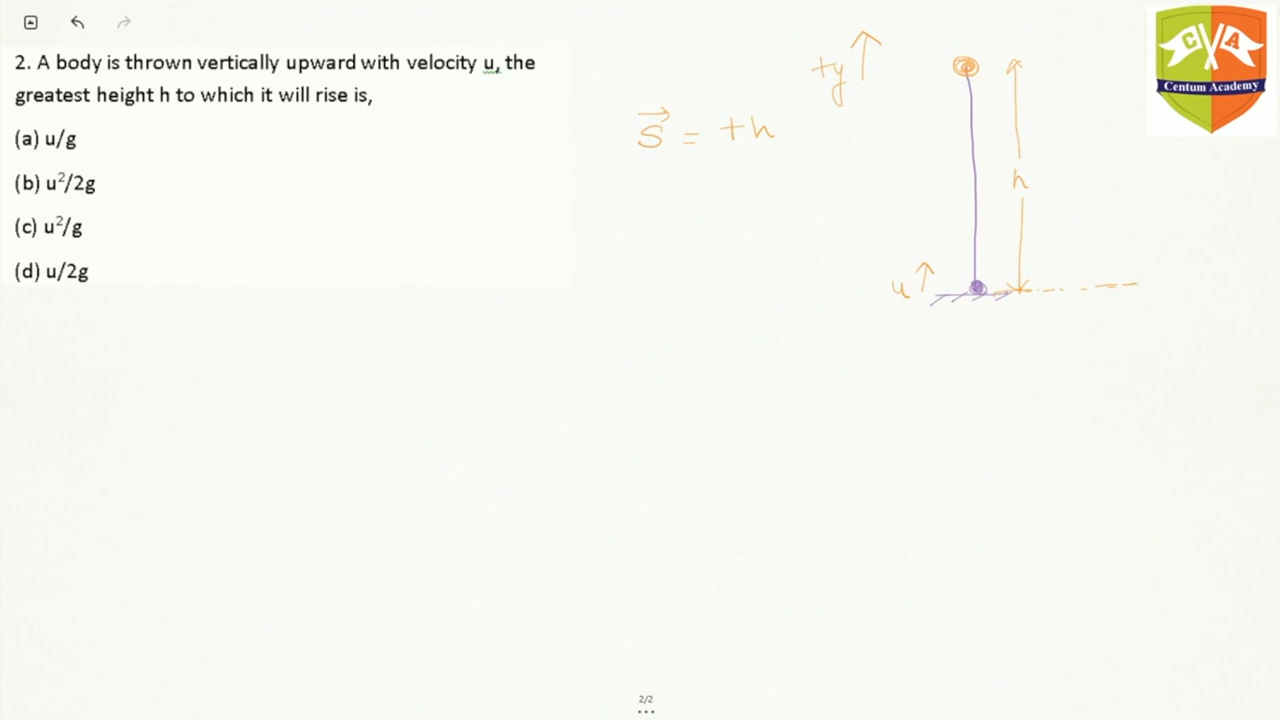 2. A body is thrown vertically upward with velocity u, the
greatest height h to which it will rise is,
(a) u/g
(b) u²/2g
(c) u²/g
(d) u/2g
+y
S = +h
h
u
C A
Centum Academy
2/2